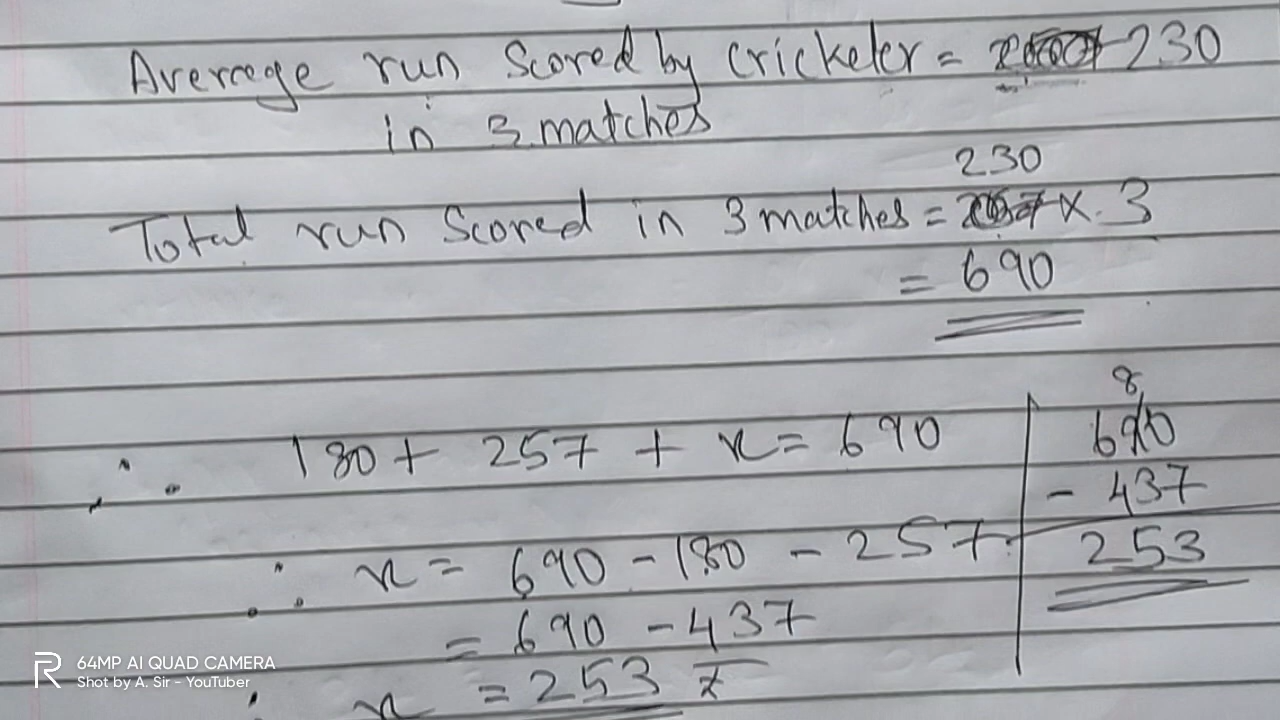 Averrage run Scored by cricketer = 230
in 3 matches
230
Total run Scored in 3 matches = × 3
= 690
∴ 180 + 257 + x = 690
∴ x = 690 - 180 - 257
= 690 - 437
∴ x = 253
8
690
- 437
253
64MP AI QUAD CAMERA
Shot by A. Sir - YouTuber